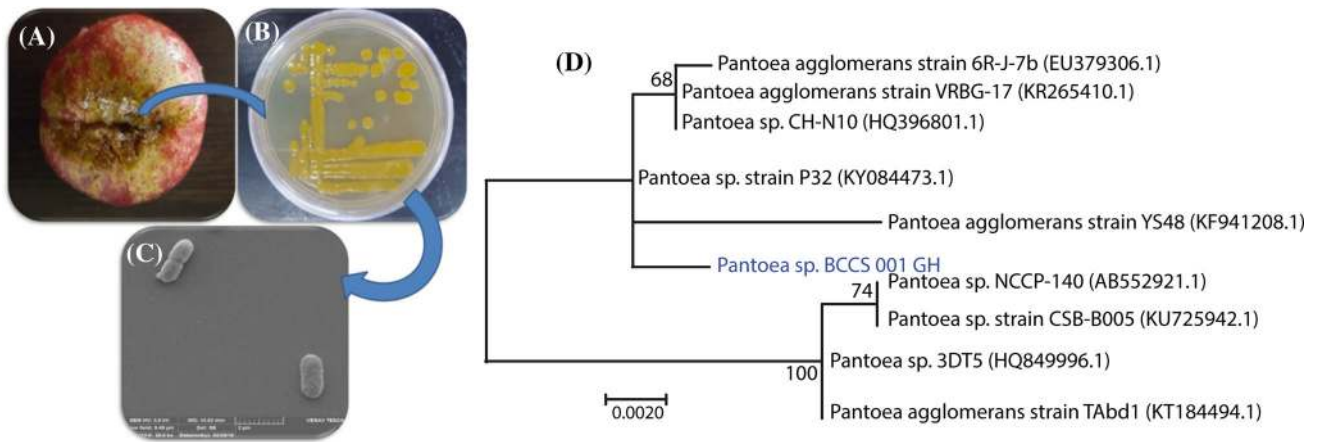 (A)
(B)
(C)
(D)
Pantoea agglomerans strain 6R-J-7b (EU379306.1)
68
Pantoea agglomerans strain VRBG-17 (KR265410.1)
Pantoea sp. CH-N10 (HQ396801.1)
Pantoea sp. strain P32 (KY084473.1)
Pantoea agglomerans strain YS48 (KF941208.1)
Pantoea sp. BCCS 001 GH
Pantoea sp. NCCP-140 (AB552921.1)
74
Pantoea sp. strain CSB-B005 (KU725942.1)
Pantoea sp. 3DT5 (HQ849996.1)
100
Pantoea agglomerans strain TAbd1 (KT184494.1)
0.0020